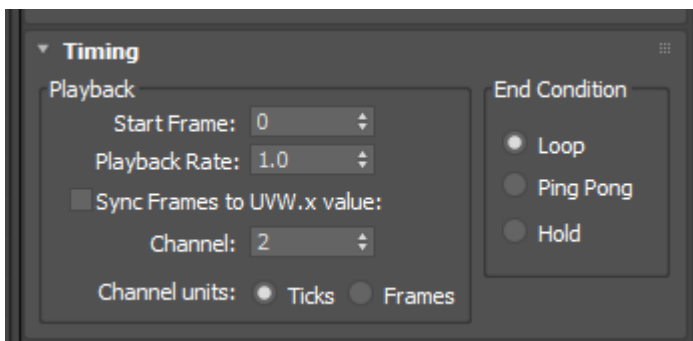 Timing
Playback
Start Frame: 0
Playback Rate: 1.0
Sync Frames to UVW.x value:
Channel: 2
Channel units: Ticks Frames
End Condition
Loop
Ping Pong
Hold